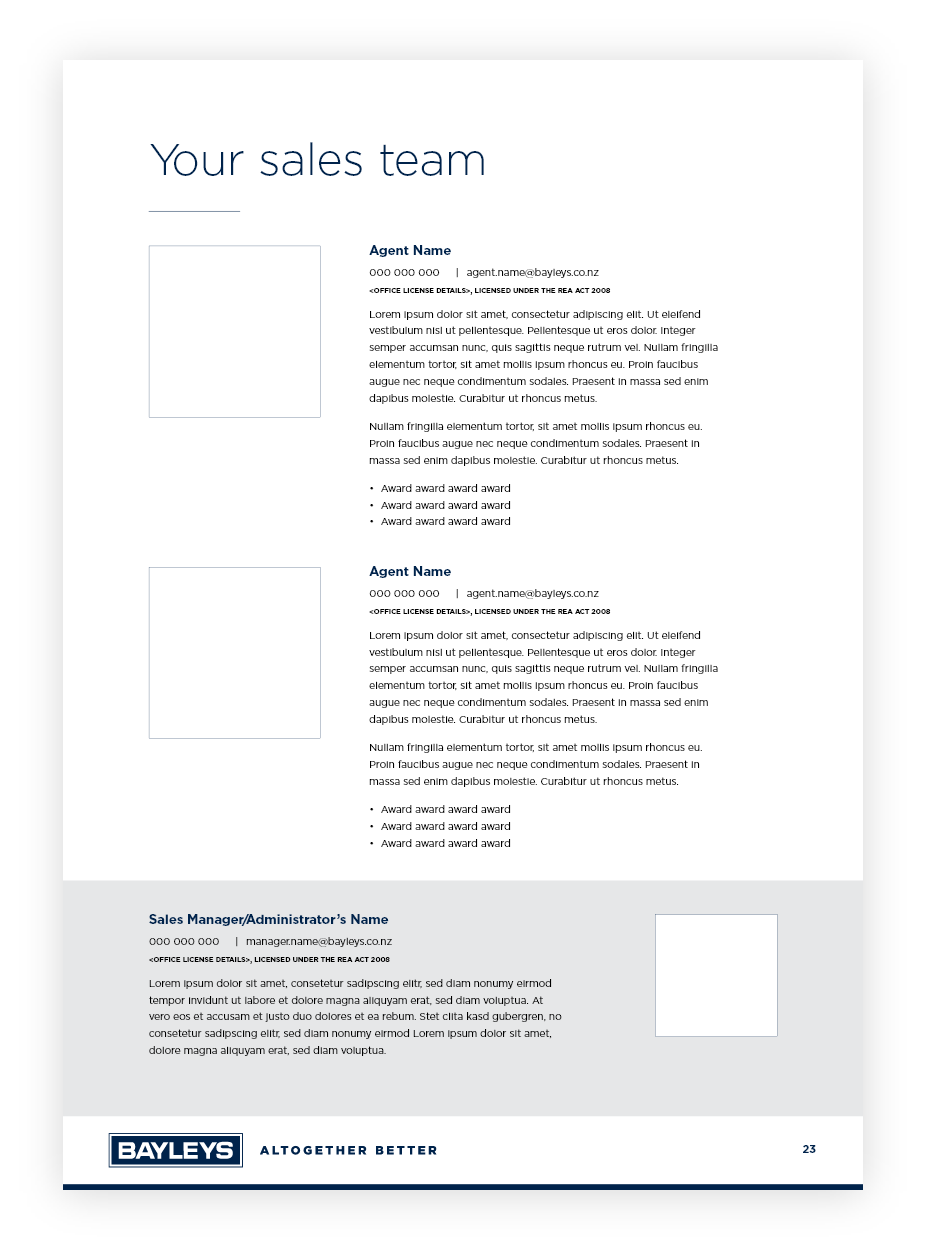 Your sales team
Agent Name
000 000 000 | agent.name@bayleys.co.nz
<OFFICE LICENSE DETAILS>, LICENSED UNDER THE REA ACT 2008
Lorem ipsum dolor sit amet, consectetur adipiscing elit. Ut eleifend
vestibulum nisl ut pellentesque. Pellentesque ut eros dolor. Integer
semper accumsan nunc, quis sagittis neque rutrum vel. Nullam fringilla
elementum tortor, sit amet mollis ipsum rhoncus eu. Proin faucibus
augue nec neque condimentum sodales. Praesent in massa sed enim
dapibus molestie. Curabitur ut rhoncus metus.
Nullam fringilla elementum tortor, sit amet mollis ipsum rhoncus eu.
Proin faucibus augue nec neque condimentum sodales. Praesent in
massa sed enim dapibus molestie. Curabitur ut rhoncus metus.
• Award award award award
• Award award award award
• Award award award award
Agent Name
000 000 000 | agent.name@bayleys.co.nz
<OFFICE LICENSE DETAILS>, LICENSED UNDER THE REA ACT 2008
Lorem ipsum dolor sit amet, consectetur adipiscing elit. Ut eleifend
vestibulum nisl ut pellentesque. Pellentesque ut eros dolor. Integer
semper accumsan nunc, quis sagittis neque rutrum vel. Nullam fringilla
elementum tortor, sit amet mollis ipsum rhoncus eu. Proin faucibus
augue nec neque condimentum sodales. Praesent in massa sed enim
dapibus molestie. Curabitur ut rhoncus metus.
Nullam fringilla elementum tortor, sit amet mollis ipsum rhoncus eu.
Proin faucibus augue nec neque condimentum sodales. Praesent in
massa sed enim dapibus molestie. Curabitur ut rhoncus metus.
• Award award award award
• Award award award award
• Award award award award
Sales Manager/Administrator's Name
000 000 000 | manager.name@bayleys.co.nz
<OFFICE LICENSE DETAILS>, LICENSED UNDER THE REA ACT 2008
Lorem ipsum dolor sit amet, consetetur sadipscing elitr, sed diam nonumy eirmod
tempor invidunt ut labore et dolore magna aliquyam erat, sed diam voluptua. At
vero eos et accusam et justo duo dolores et ea rebum. Stet clita kasd gubergren, no
consetetur sadipscing elitr, sed diam nonumy eirmod Lorem ipsum dolor sit amet,
dolore magna aliquyam erat, sed diam voluptua.
BAYLEYS ALTOGETHER BETTER 23